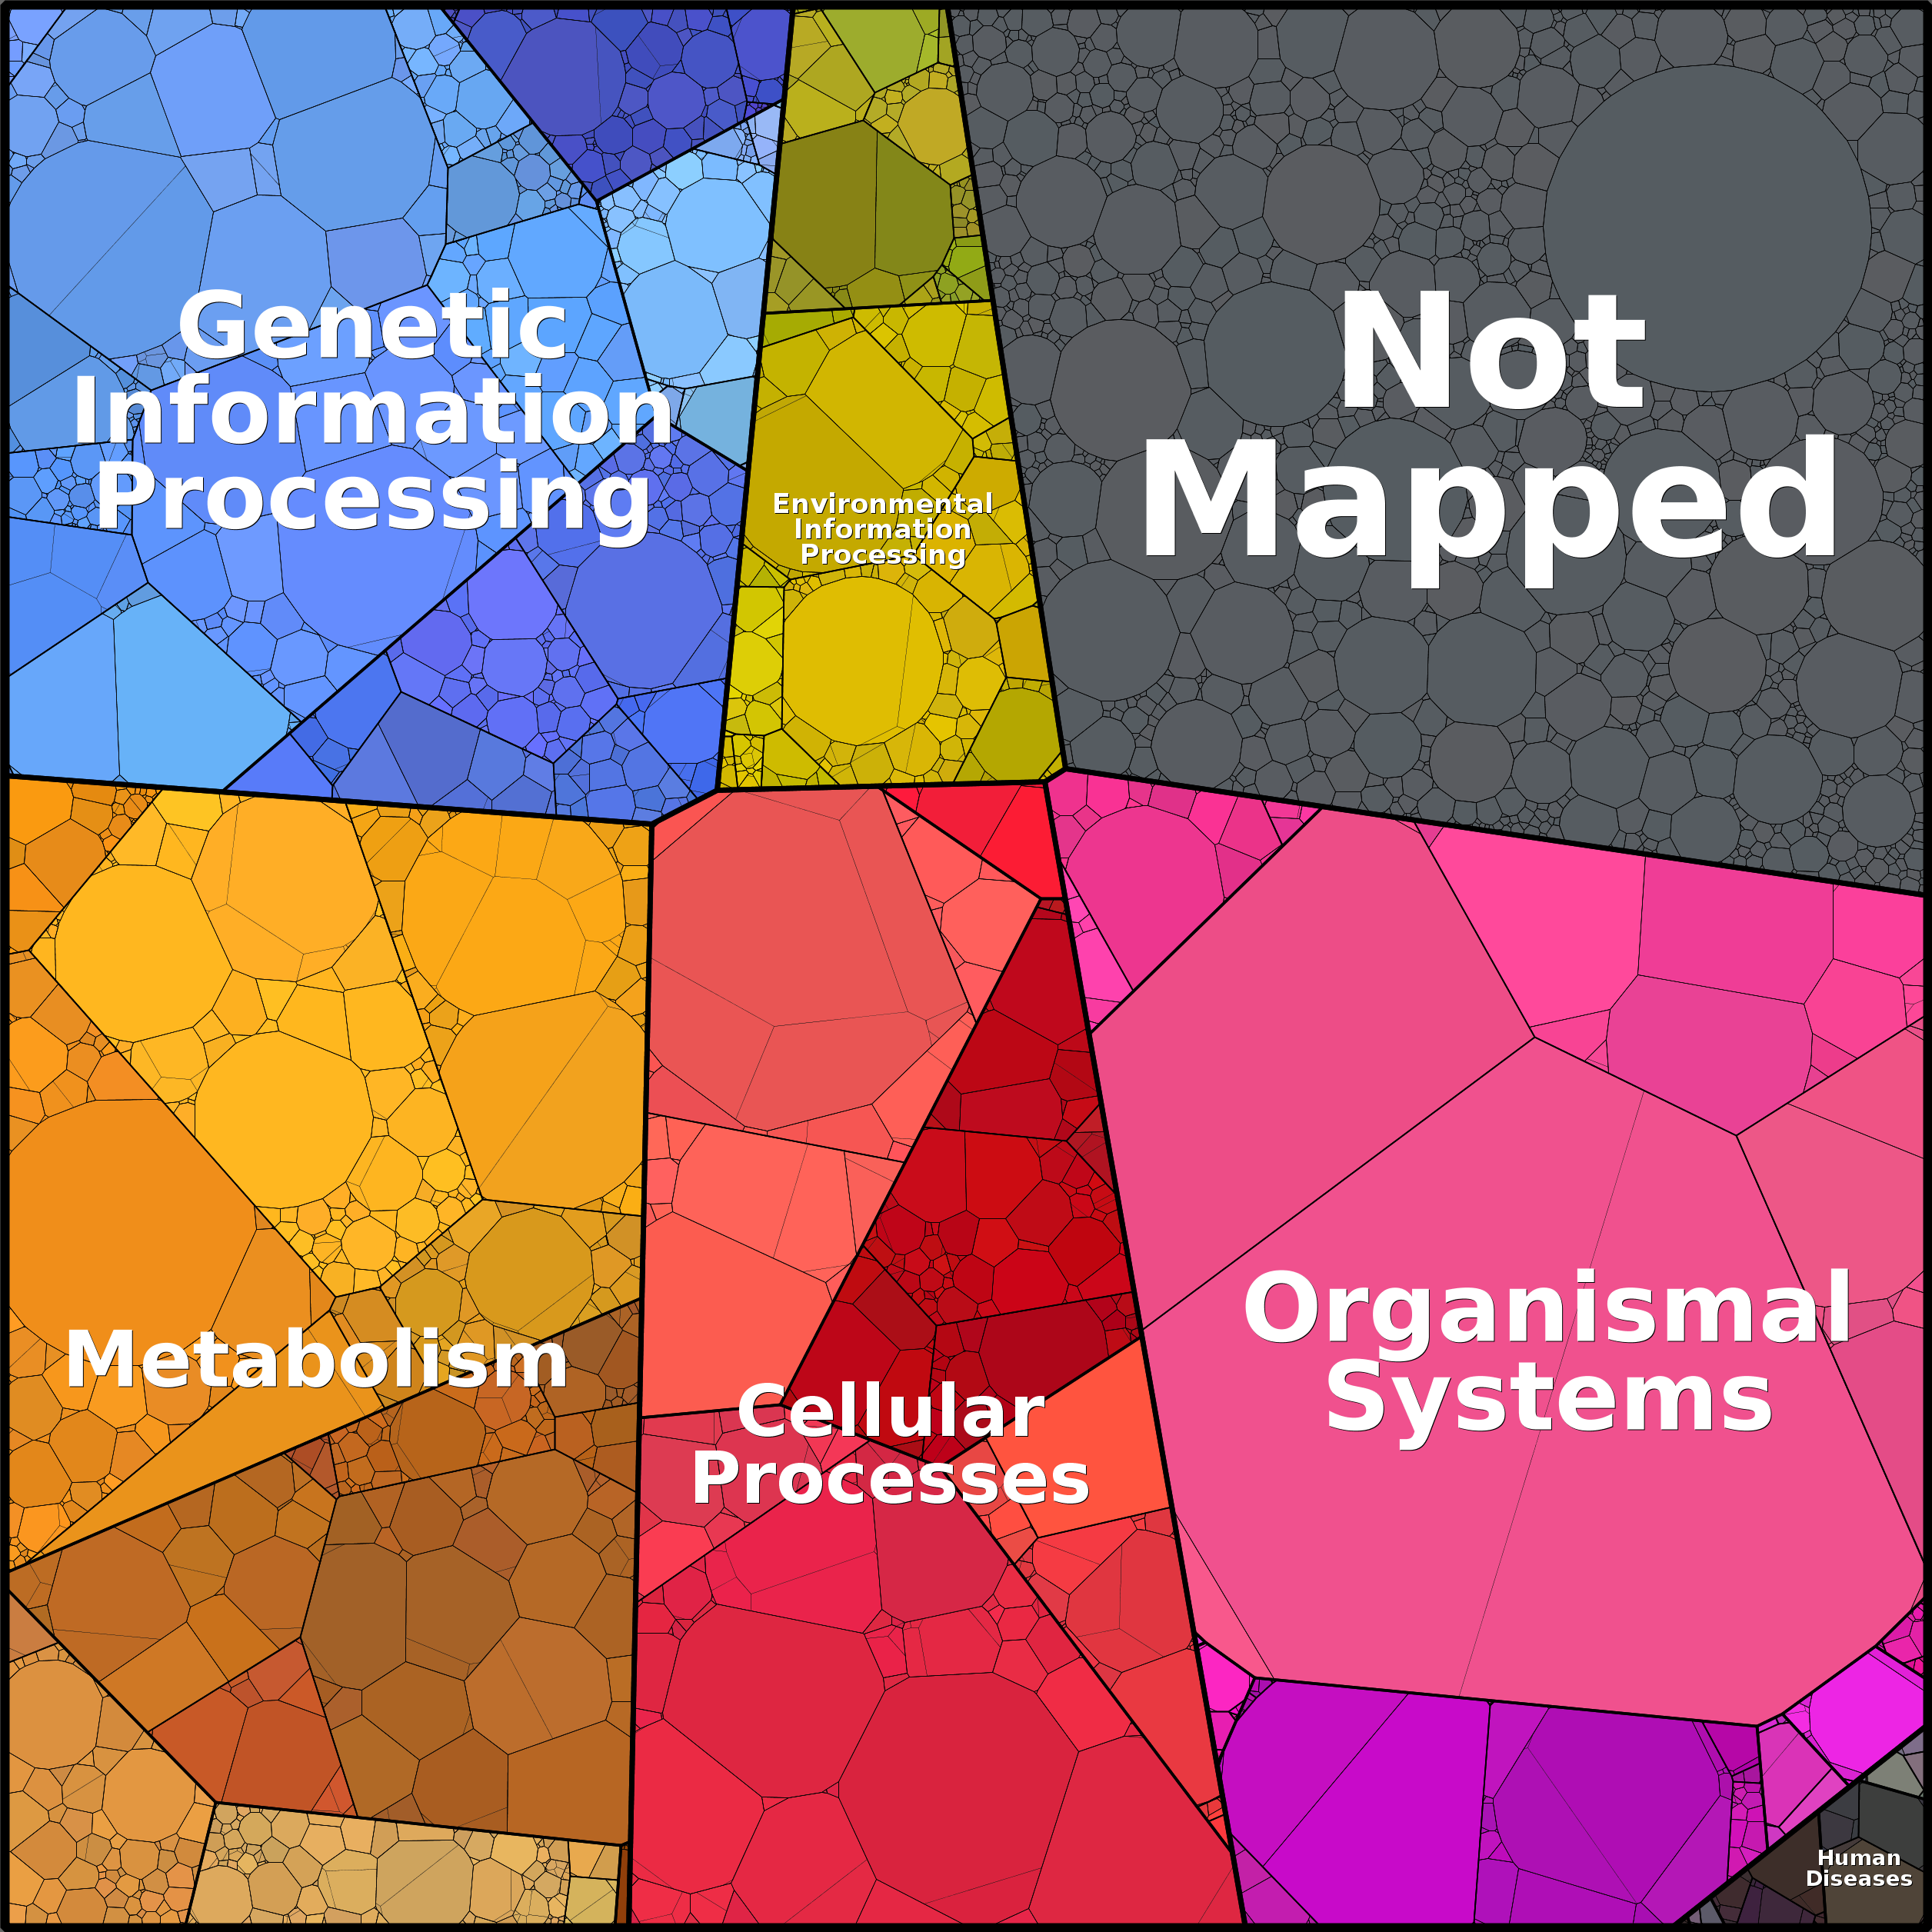 Genetic
Information
Processing
Environmental
Information
Processing
Not
Mapped
Metabolism
Cellular
Processes
Organismal
Systems
Human
Diseases